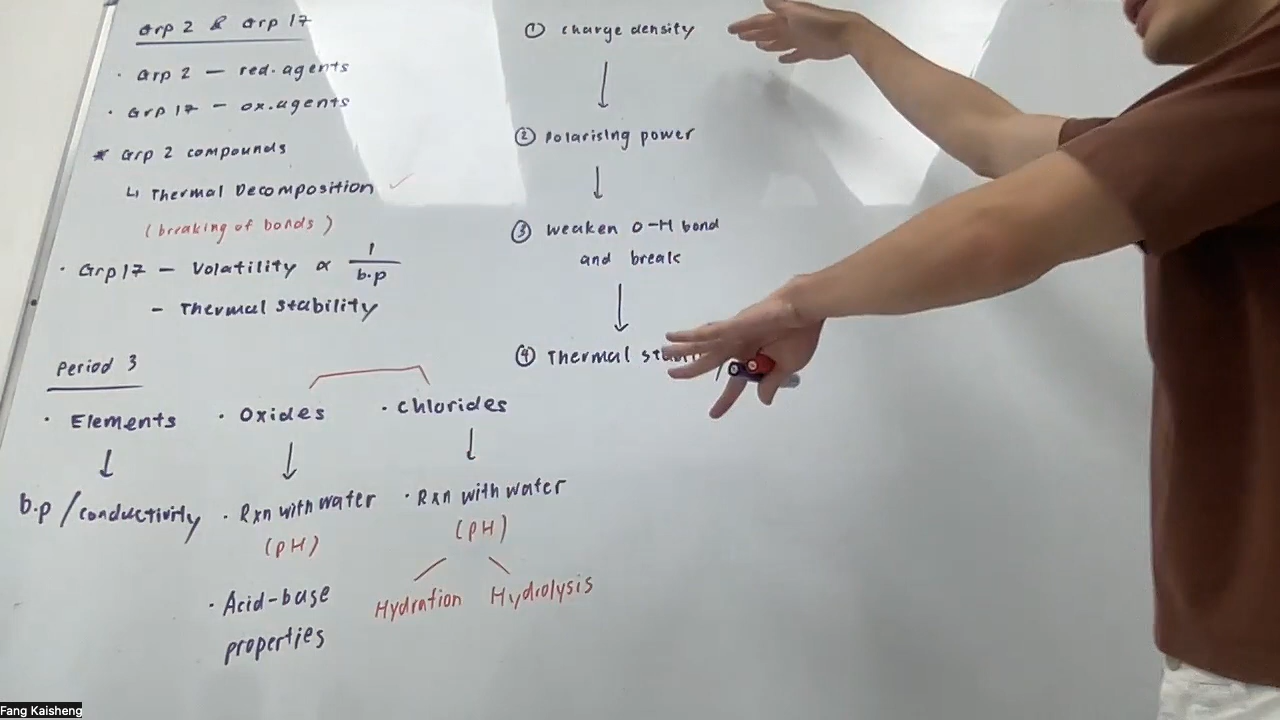 Grp 2 & Grp 17
· Grp 2 – red. agents
· Grp 17 – ox. agents
* Grp 2 compounds
↳ Thermal Decomposition ✓
(breaking of bonds)
· Grp 17 – Volatility ∝ 1/b.p
– Thermal stability
Period 3
· Elements
↓
b.p / conductivity
· Oxides
↓
· Rxn with water
(pH)
· Acid-base
properties
· Chlorides
↓
· Rxn with water
(pH)
Hydration Hydrolysis
① charge density
↓
② Polarising power
↓
③ weaken O-H bond
and break
↓
④ Thermal
Fang Kaisheng